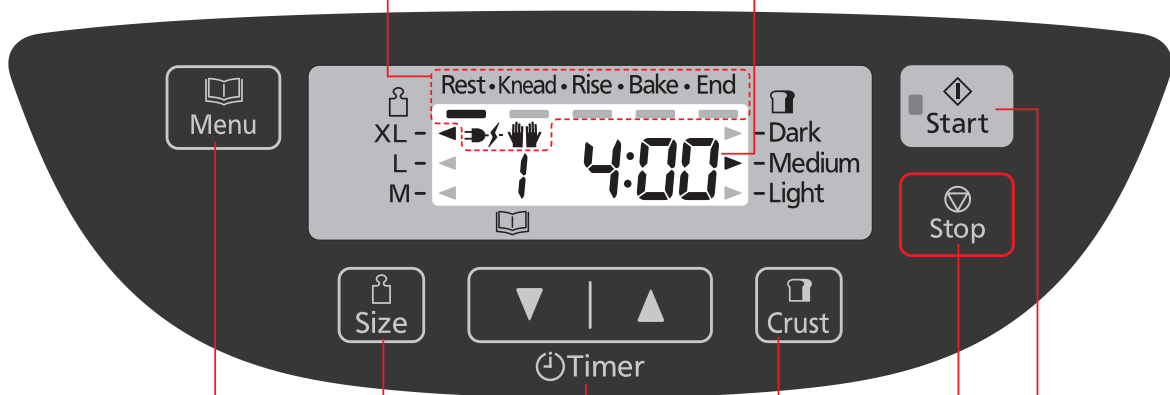 Menu
Rest • Knead • Rise • Bake • End
XL -
L -
M -
1 4:00
- Dark
- Medium
- Light
Start
Stop
Size
Timer
Crust